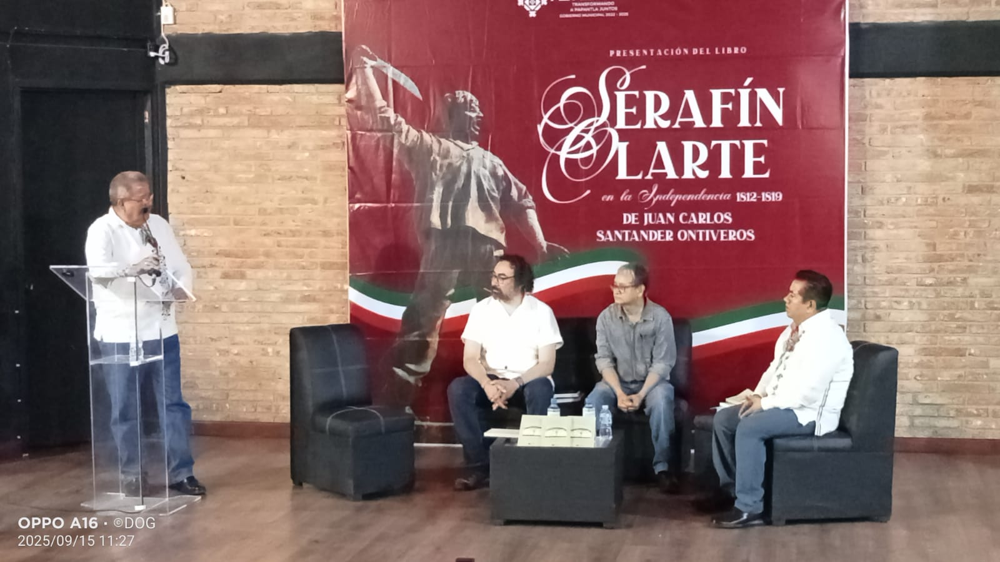 TRANSFORMANDO
A PAPANTLA JUNTOS
GOBIERNO MUNICIPAL 2022 - 2025
PRESENTACIÓN DEL LIBRO
SERAFÍN
OLARTE
en la Independencia 1812-1819
DE JUAN CARLOS
SANTANDER ONTIVEROS
OPPO A16 · ©DOG
2025/09/15 11:27